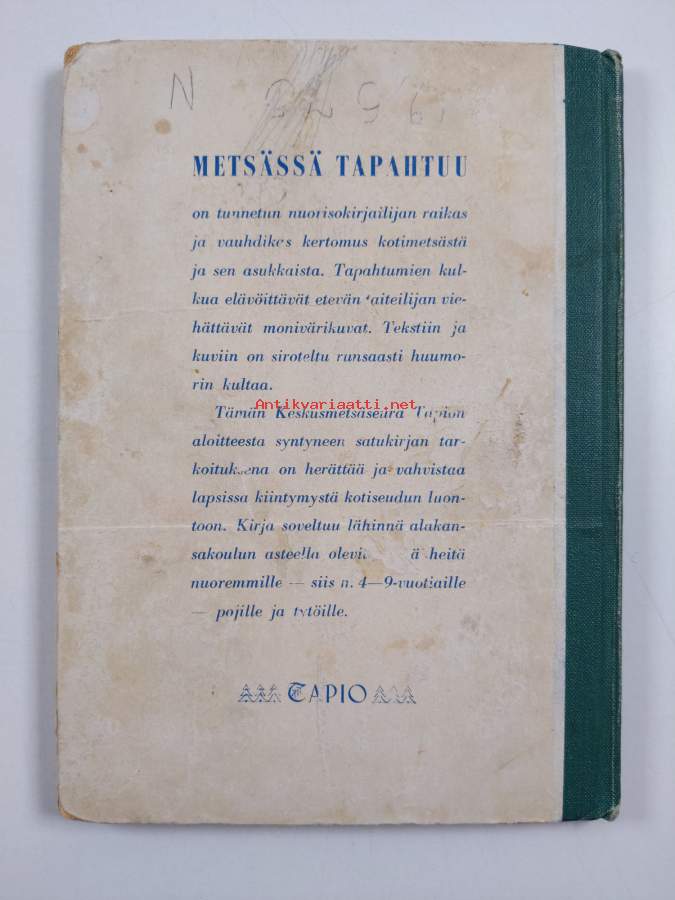 N
METSÄSSÄ TAPAHTUU
on tunnetun nuorisokirjailijan raikas
ja vauhdikas kertomus kotimetsästä
ja sen asukkaista. Tapahtumien kul-
kua elävöittävät etevän taiteilijan vie-
hättävät monivärikuvat. Tekstiin ja
kuviin on siroteltu runsaasti huumo-
rin kultaa.
Antikvariaatti.net
Tämän Keskusmetsäseura Tapion
aloitteesta syntyneen satukirjan tar-
koituksena on herättää ja vahvistaa
lapsissa kiintymystä kotiseudun luon-
toon. Kirja soveltuu lähinnä alakan-
sakoulun asteella ä heitä
nuoremmille — siis n. 4—9-vuotiaille
— pojille ja tytöille.
TAPIO